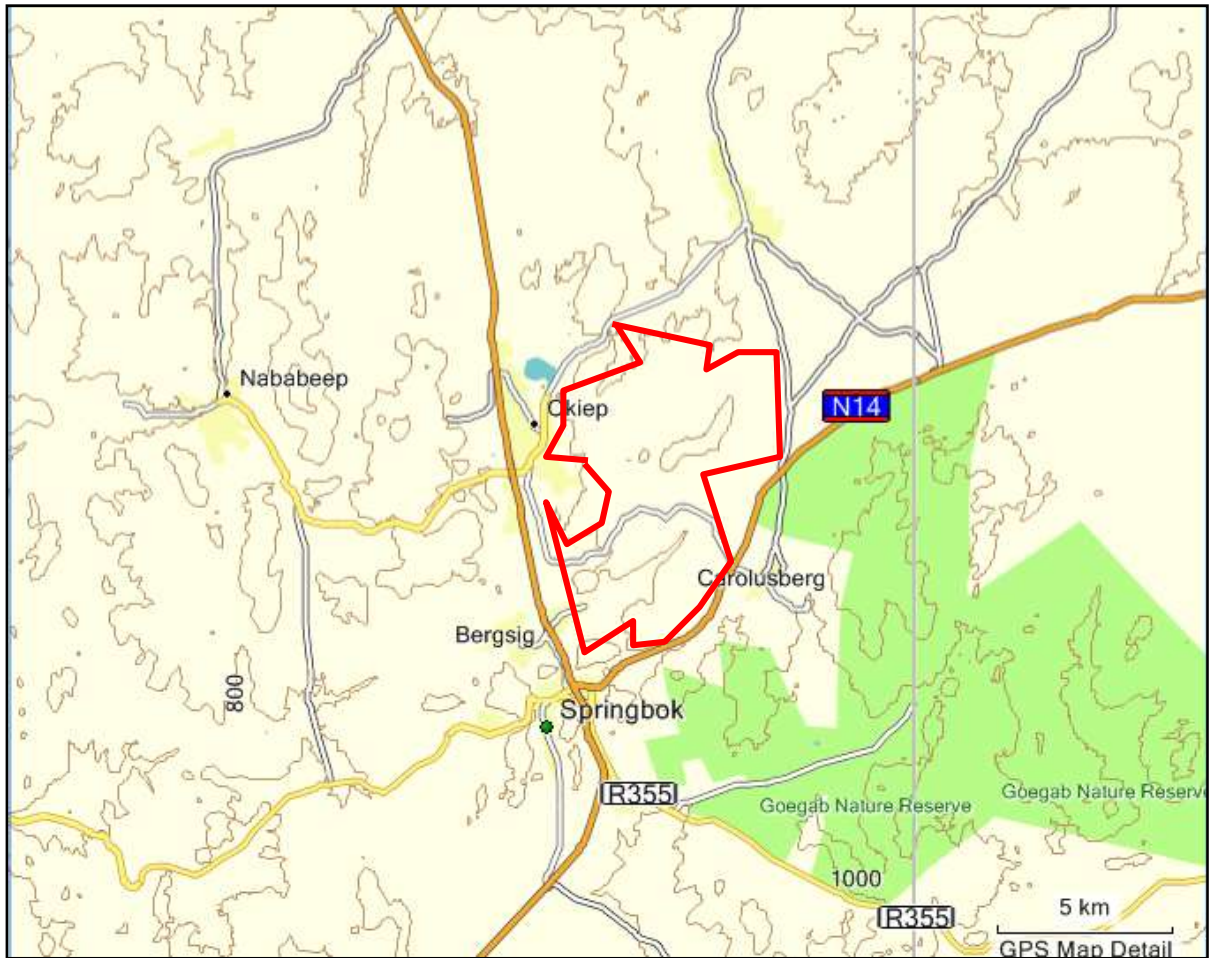 Nababeep
Okiep
N14
Carolusberg
Bergsig
800
Springbok
R355
Goegab Nature Reserve
Goegab Nature Reserv
1000
R355
5 km
GPS Map Detail